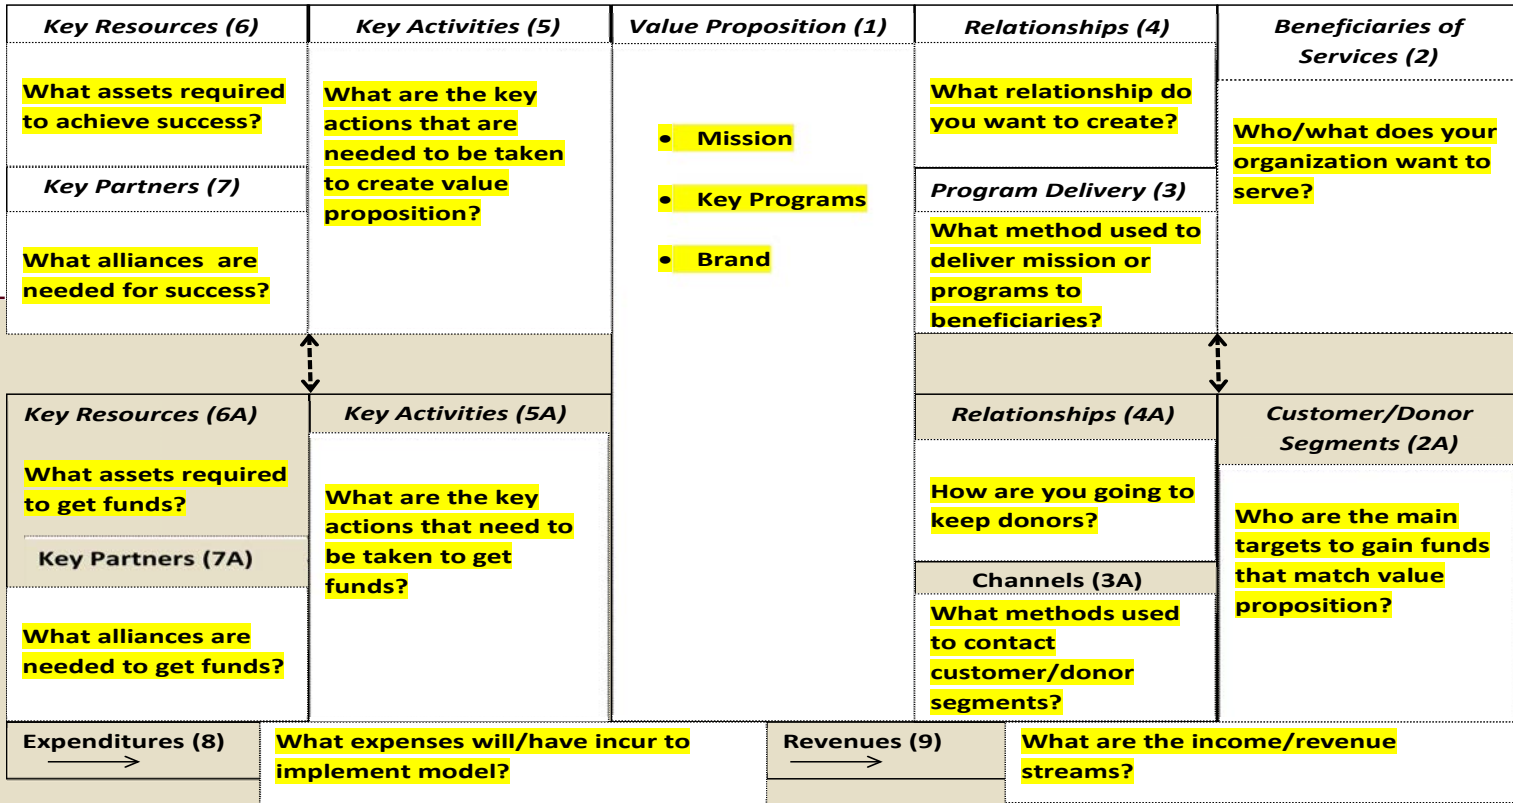 Key Resources (6)
What assets required
to achieve success?
Key Partners (7)
What alliances are
needed for success?
Key Activities (5)
What are the key
actions that are
needed to be taken
to create value
proposition?
Value Proposition (1)
• Mission
• Key Programs
• Brand
Relationships (4)
What relationship do
you want to create?
Program Delivery (3)
What method used to
deliver mission or
programs to
beneficiaries?
Beneficiaries of
Services (2)
Who/what does your
organization want to
serve?
Key Resources (6A)
What assets required
to get funds?
Key Partners (7A)
What alliances are
needed to get funds?
Key Activities (5A)
What are the key
actions that need to
be taken to get
funds?
Relationships (4A)
How are you going to
keep donors?
Channels (3A)
What methods used
to contact
customer/donor
segments?
Customer/Donor
Segments (2A)
Who are the main
targets to gain funds
that match value
proposition?
Expenditures (8)
What expenses will/have incur to
implement model?
Revenues (9)
What are the income/revenue
streams?